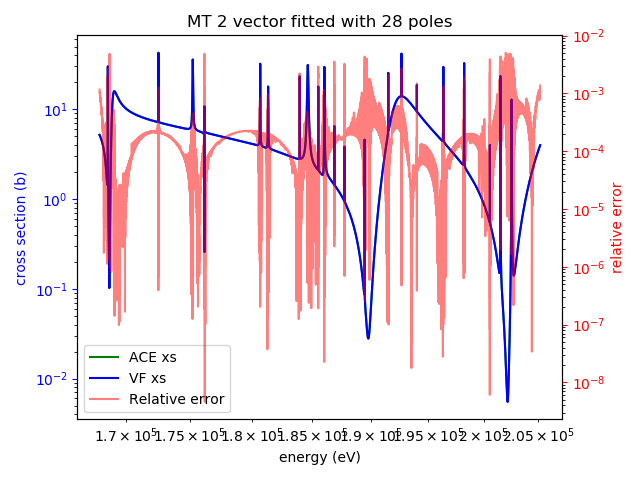 MT 2 vector fitted with 28 poles
cross section (b)
10¹
10⁰
10⁻¹
10⁻²
10⁻²
10⁻³
10⁻⁴
10⁻⁵
10⁻⁶
10⁻⁷
10⁻⁸
relative error
ACE xs
VF xs
Relative error
1.7 × 10⁵ 1.75 × 10⁵ 1.8 × 10⁵ 1.85 × 10⁵ 1.9 × 10⁵ 1.95 × 10⁵ 2 × 10⁵ 2.05 × 10⁵
energy (eV)